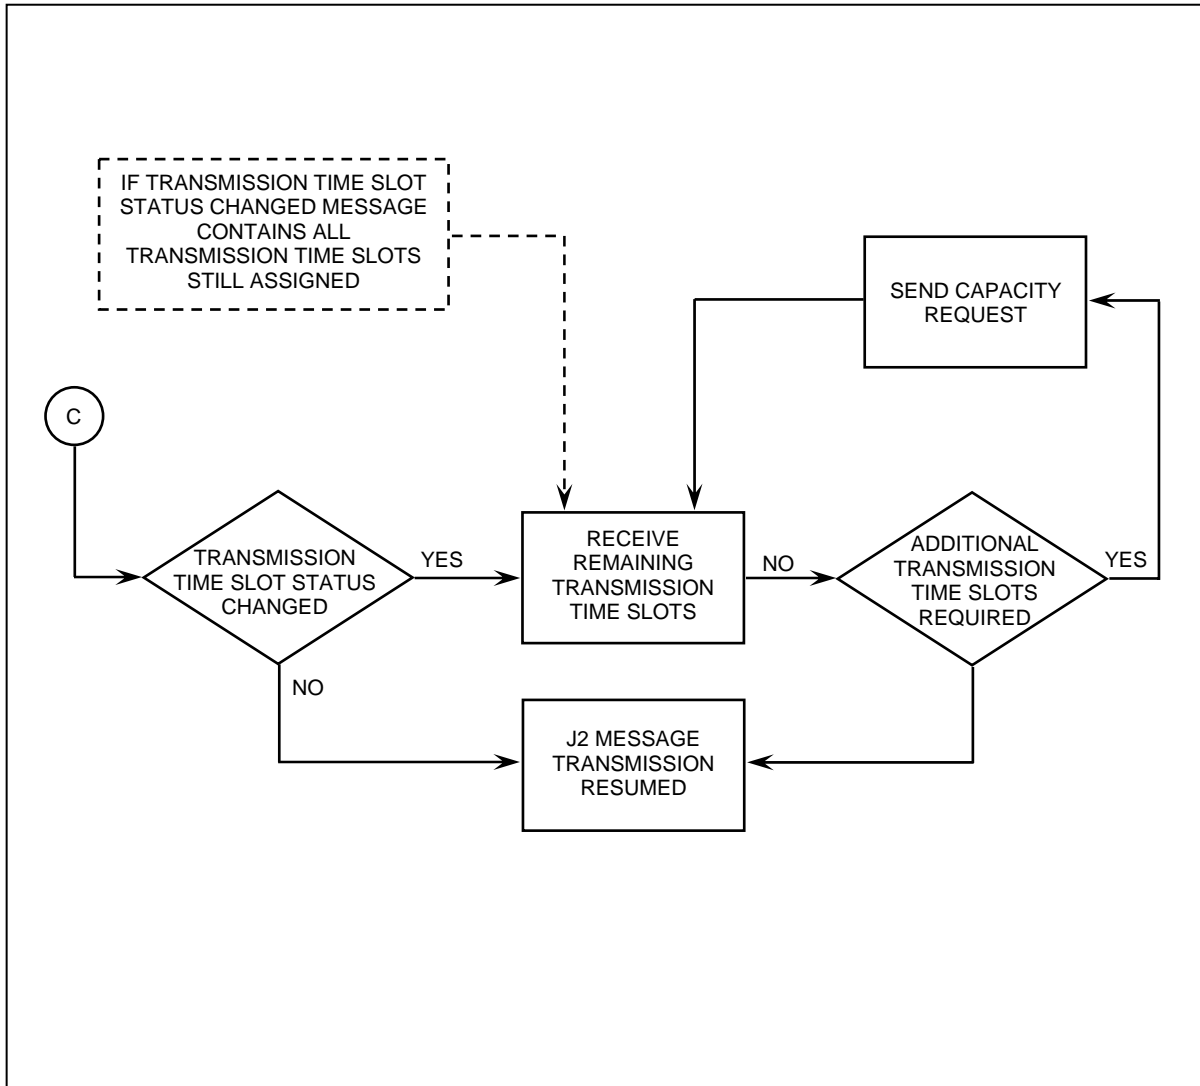 IF TRANSMISSION TIME SLOT
STATUS CHANGED MESSAGE
CONTAINS ALL
TRANSMISSION TIME SLOTS
STILL ASSIGNED
SEND CAPACITY
REQUEST
C
TRANSMISSION
TIME SLOT STATUS
CHANGED
YES
RECEIVE
REMAINING
TRANSMISSION
TIME SLOTS
NO
ADDITIONAL
TRANSMISSION
TIME SLOTS
REQUIRED
YES
NO
J2 MESSAGE
TRANSMISSION
RESUMED